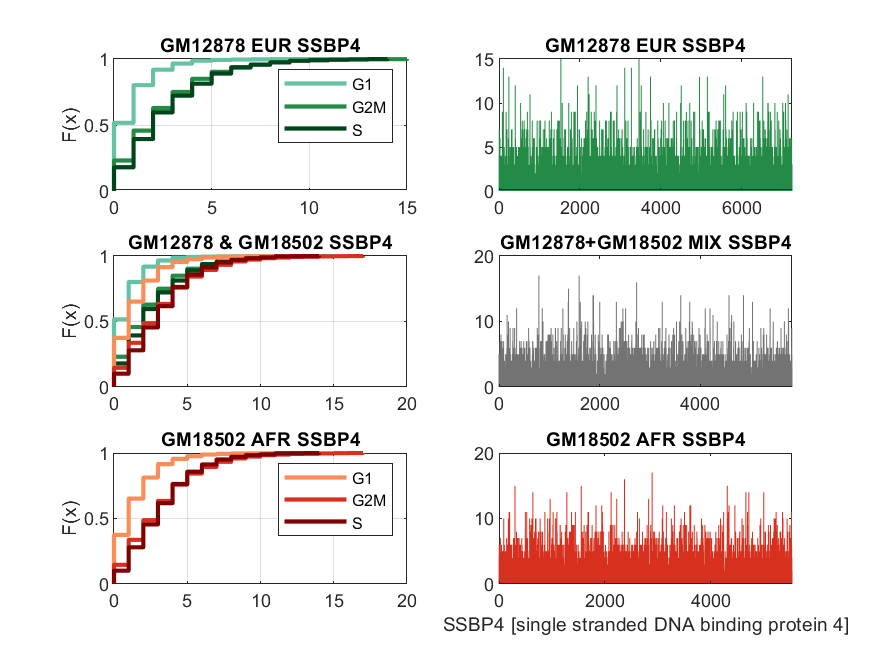 GM12878 EUR SSBP4
1
0.5
0
F(x)
0 5 10 15
G1
G2M
S
GM12878 EUR SSBP4
15
10
5
0
0 2000 4000 6000
GM12878 & GM18502 SSBP4
1
0.5
0
F(x)
0 5 10 15 20
GM12878+GM18502 MIX SSBP4
20
10
0
0 2000 4000
GM18502 AFR SSBP4
1
0.5
0
F(x)
0 5 10 15 20
G1
G2M
S
GM18502 AFR SSBP4
20
10
0
0 2000 4000
SSBP4 [single stranded DNA binding protein 4]